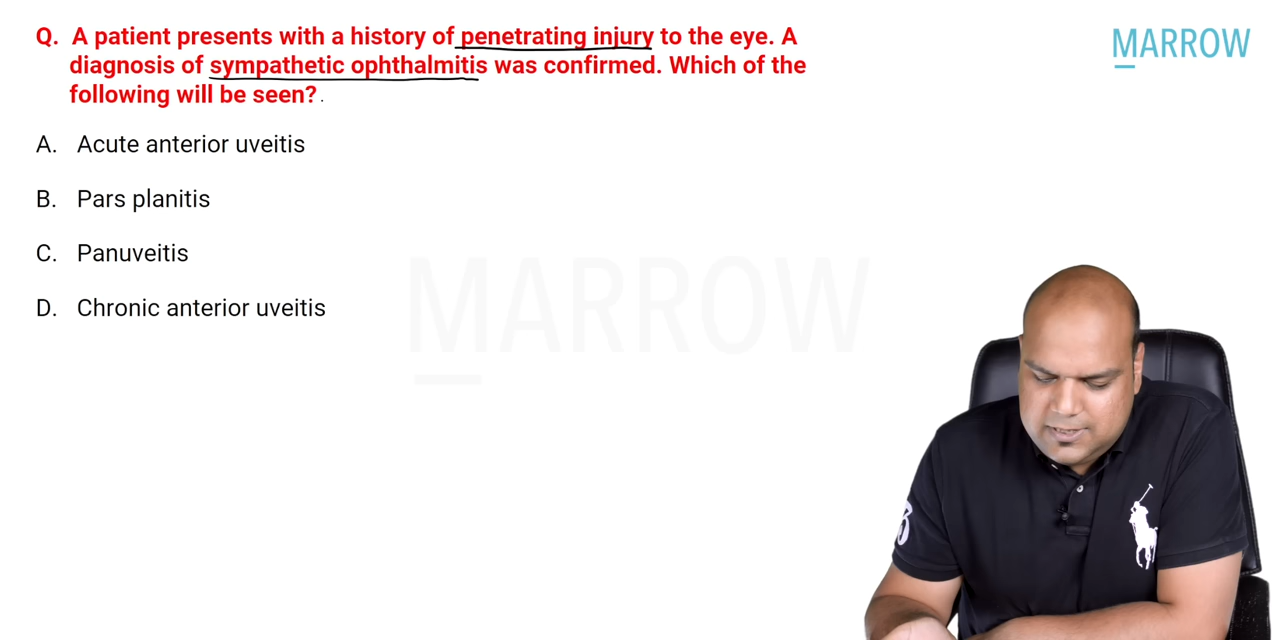 Q. A patient presents with a history of penetrating injury to the eye. A
diagnosis of sympathetic ophthalmitis was confirmed. Which of the
following will be seen?
MARROW
A. Acute anterior uveitis
B. Pars planitis
C. Panuveitis
D. Chronic anterior uveitis
MARROW